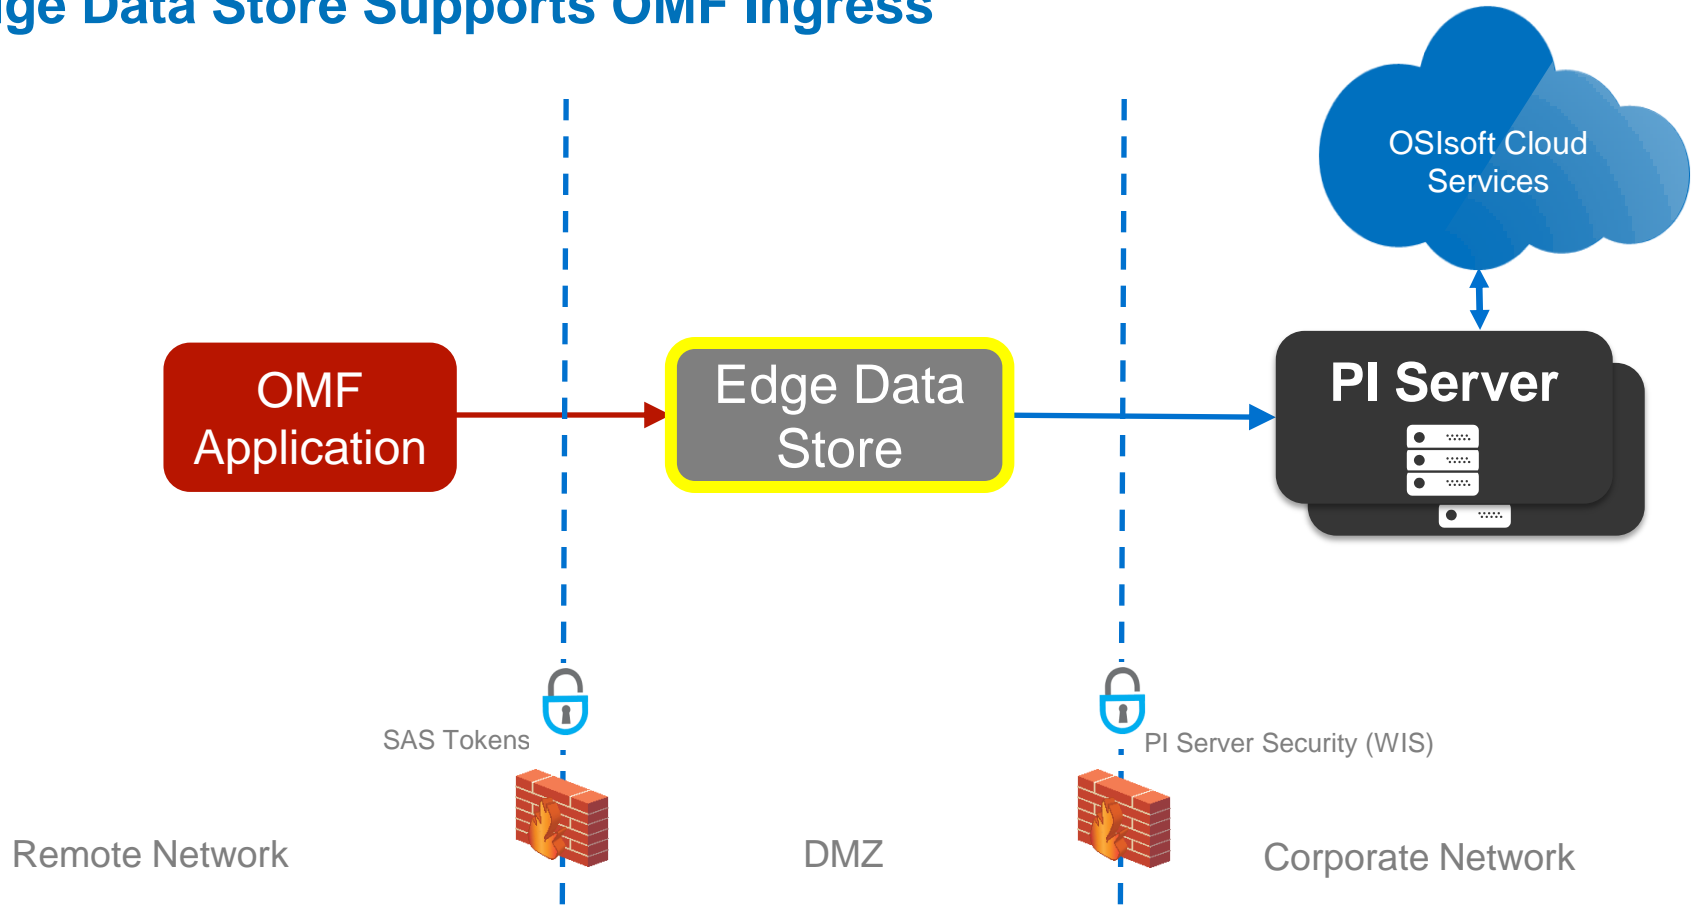 dge Data Store Supports OMF Ingress
OSIsoft Cloud
Services
OMF
Application
Edge Data
Store
PI Server
SAS Tokens
PI Server Security (WIS)
Remote Network
DMZ
Corporate Network